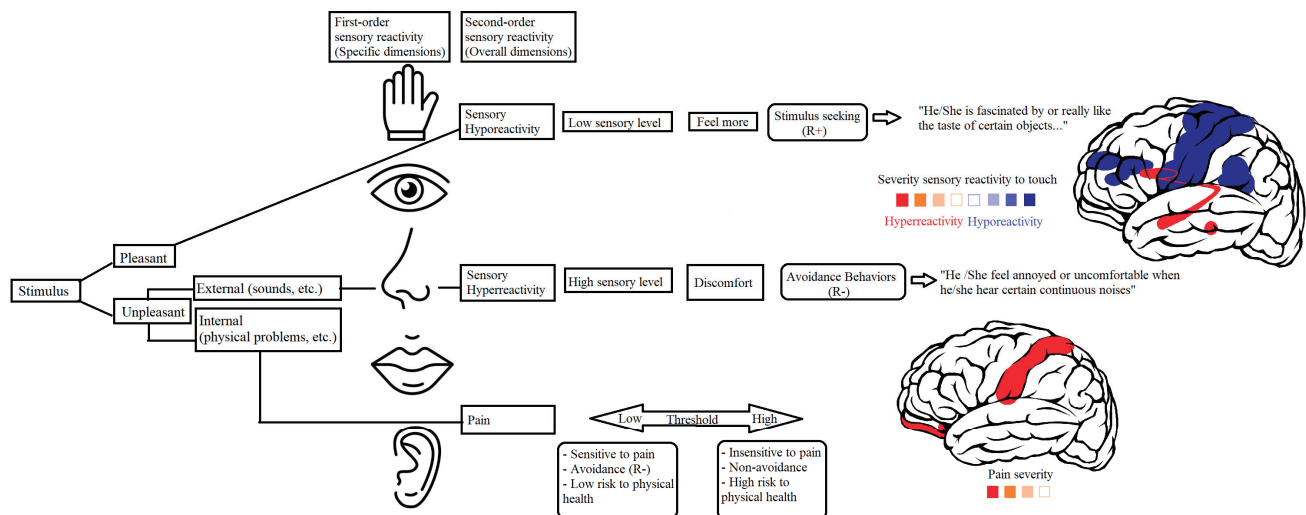 First-order
sensory reactivity
(Specific dimensions)
Second-order
sensory reactivity
(Overall dimensions)
Sensory
Hyporeactivity
Low sensory level
Feel more
Stimulus seeking
(R+)
"He/She is fascinated by or really like
the taste of certain objects..."
Severity sensory reactivity to touch
Hyperreactivity
Hyporeactivity
Stimulus
Pleasant
Unpleasant
External (sounds, etc.)
Internal
(physical problems, etc.)
Sensory
Hyperreactivity
High sensory level
Discomfort
Avoidance Behaviors
(R-)
"He /She feel annoyed or uncomfortable when
he/she hear certain continuous noises"
Pain
Low
Threshold
High
- Sensitive to pain
- Avoidance (R-)
- Low risk to physical
health
- Insensitive to pain
- Non-avoidance
- High risk to
physical health
Pain severity